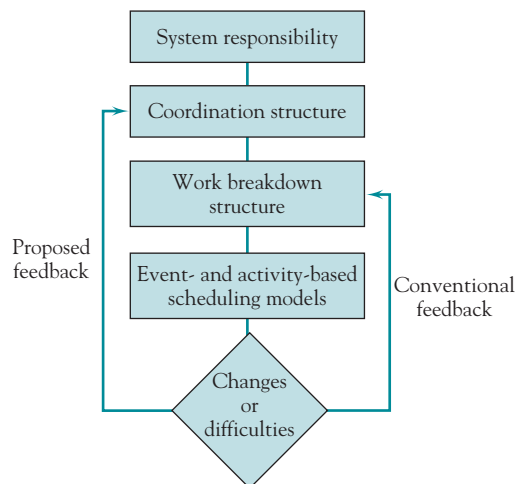 System responsibility
Coordination structure
Work breakdown
structure
Proposed
feedback
Event- and activity-based
scheduling models
Conventional
feedback
Changes
or
difficulties